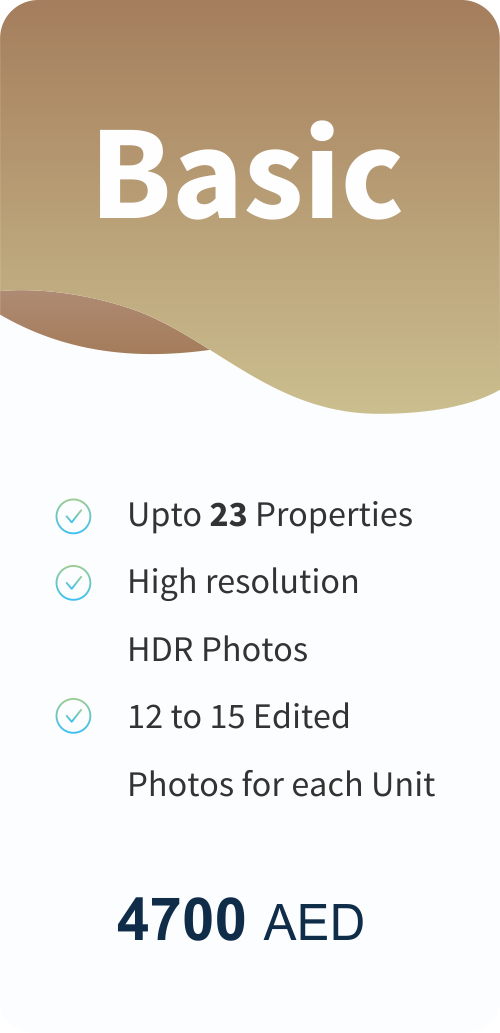 Basic
Upto 23 Properties
High resolution
HDR Photos
12 to 15 Edited
Photos for each Unit
4700 AED